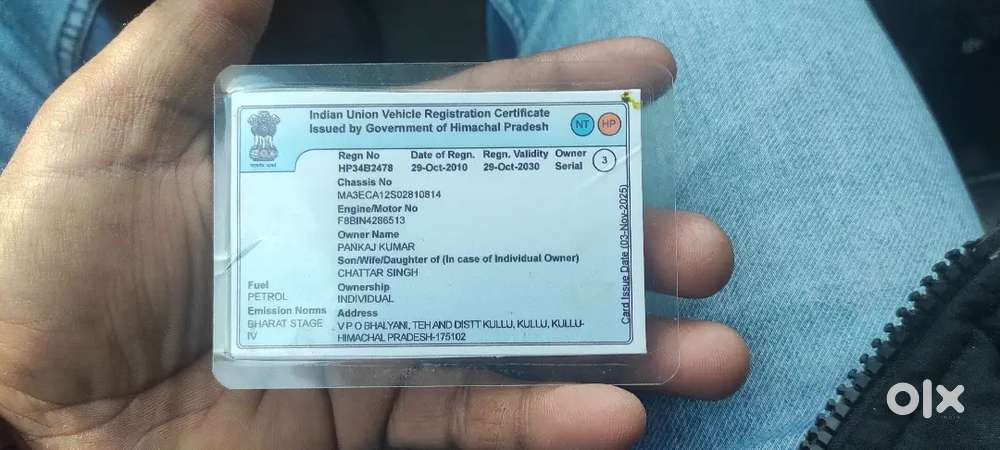 Indian Union Vehicle Registration Certificate
Issued by Government of Himachal Pradesh
NT HP
Regn No Date of Regn. Regn. Validity Owner Serial 3
HP34B2478 29-Oct-2010 29-Oct-2030
Chassis No
MA3ECA12S02810814
Engine/Motor No
F8BIN4286513
Owner Name
PANKAJ KUMAR
Son/Wife/Daughter of (In case of Individual Owner)
CHATTAR SINGH
Fuel
PETROL
Ownership
INDIVIDUAL
Emission Norms
BHARAT STAGE
IV
Address
V P O BHALYANI, TEH AND DISTT KULLU, KULLU, KULLU-
HIMACHAL PRADESH-175102
Card Issue Date (03-Nov-2025)
OLX